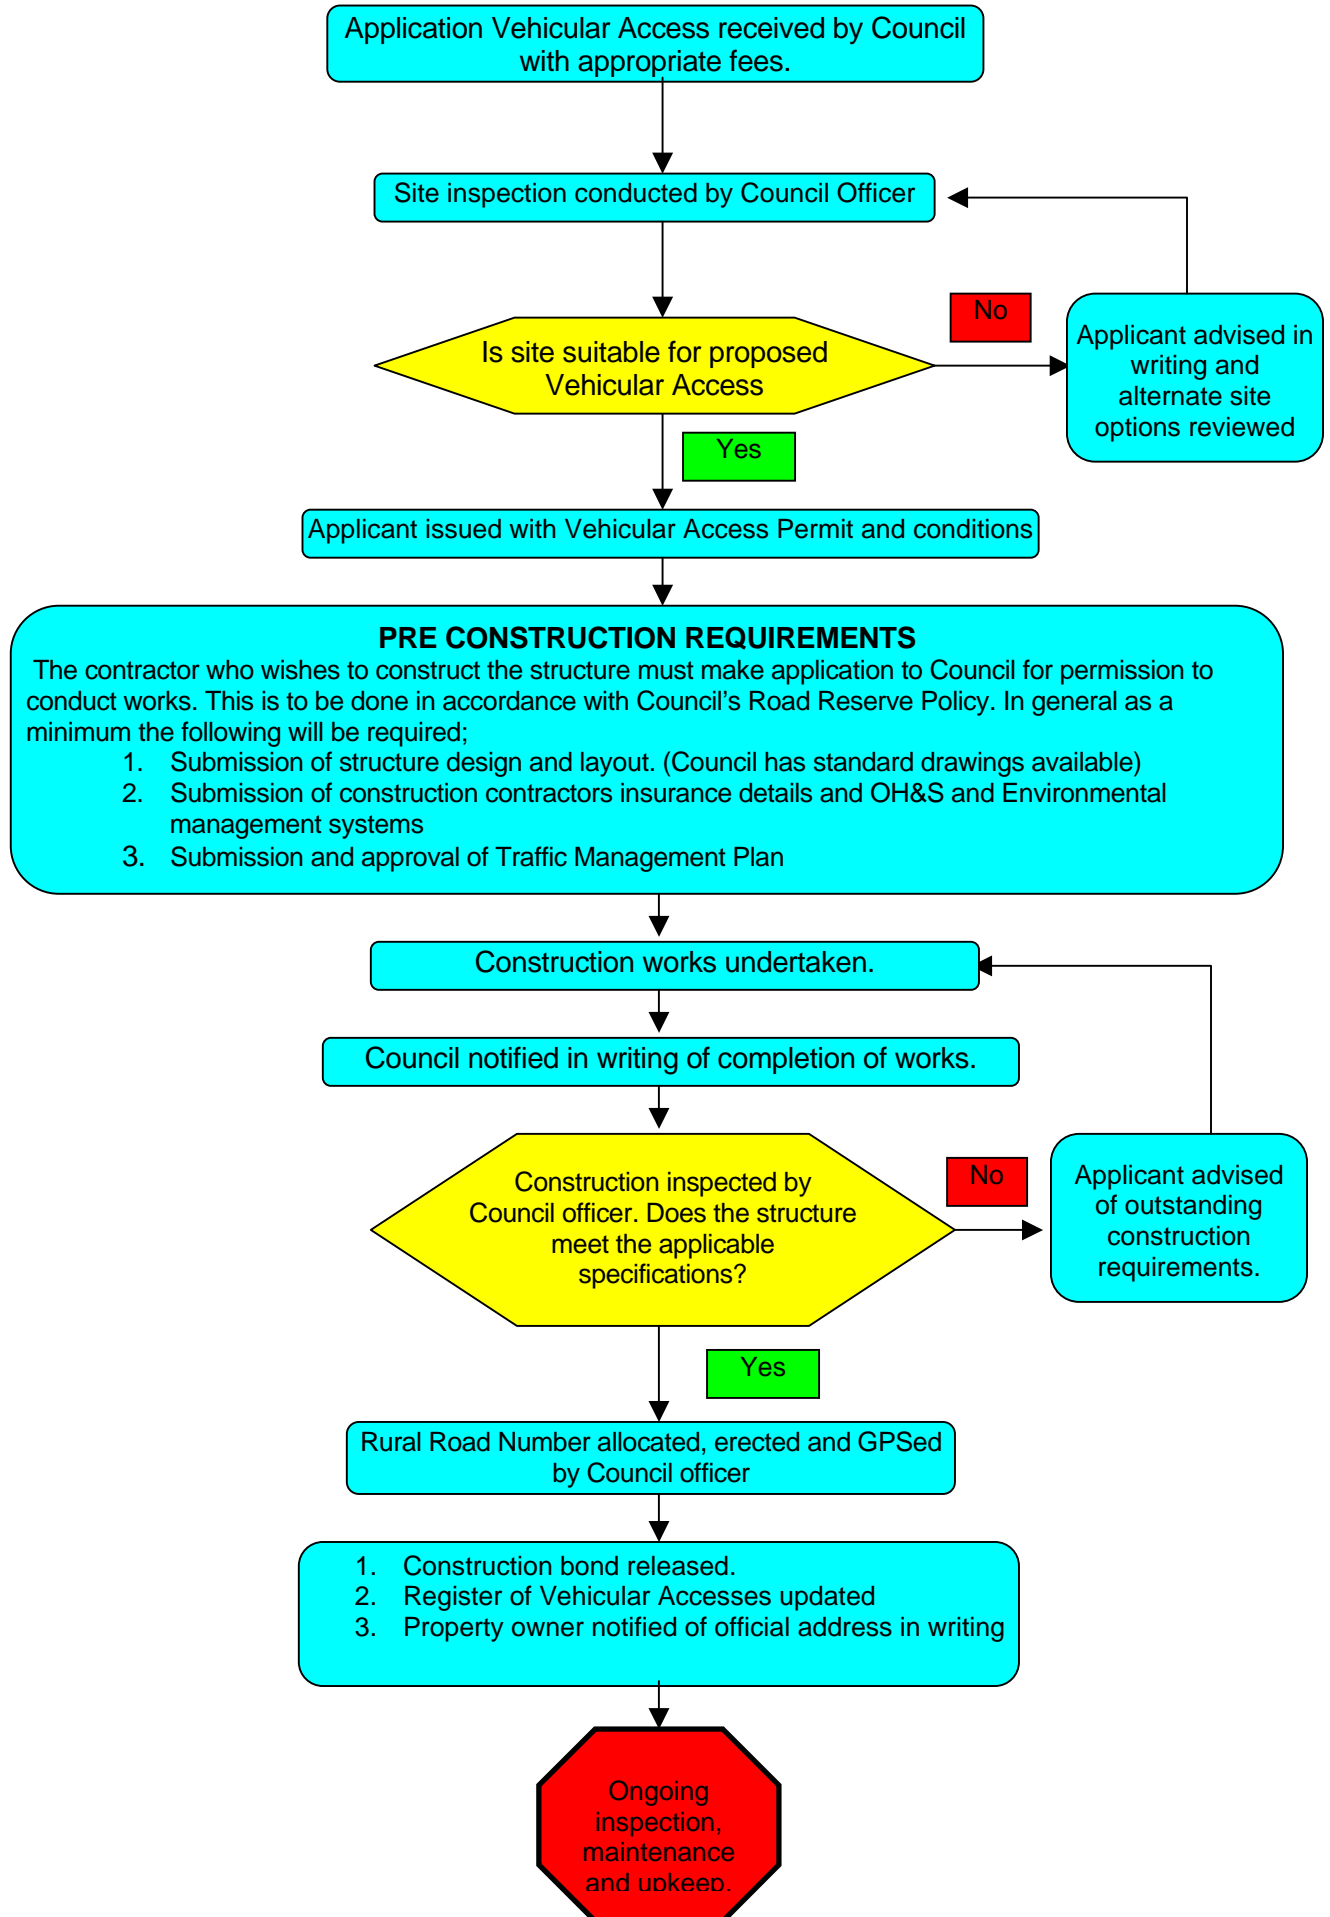 Application Vehicular Access received by Council
with appropriate fees.
Site inspection conducted by Council Officer
No
Is site suitable for proposed
Vehicular Access
Applicant advised in
writing and
alternate site
options reviewed
Yes
Applicant issued with Vehicular Access Permit and conditions
PRE CONSTRUCTION REQUIREMENTS
The contractor who wishes to construct the structure must make application to Council for permission to
conduct works. This is to be done in accordance with Council’s Road Reserve Policy. In general as a
minimum the following will be required;
1. Submission of structure design and layout. (Council has standard drawings available)
2. Submission of construction contractors insurance details and OH&S and Environmental
management systems
3. Submission and approval of Traffic Management Plan
Construction works undertaken.
Council notified in writing of completion of works.
Construction inspected by
Council officer. Does the structure
meet the applicable
specifications?
No
Applicant advised
of outstanding
construction
requirements.
Yes
Rural Road Number allocated, erected and GPSed
by Council officer
1. Construction bond released.
2. Register of Vehicular Accesses updated
3. Property owner notified of official address in writing
Ongoing
inspection,
maintenance
and upkeep.